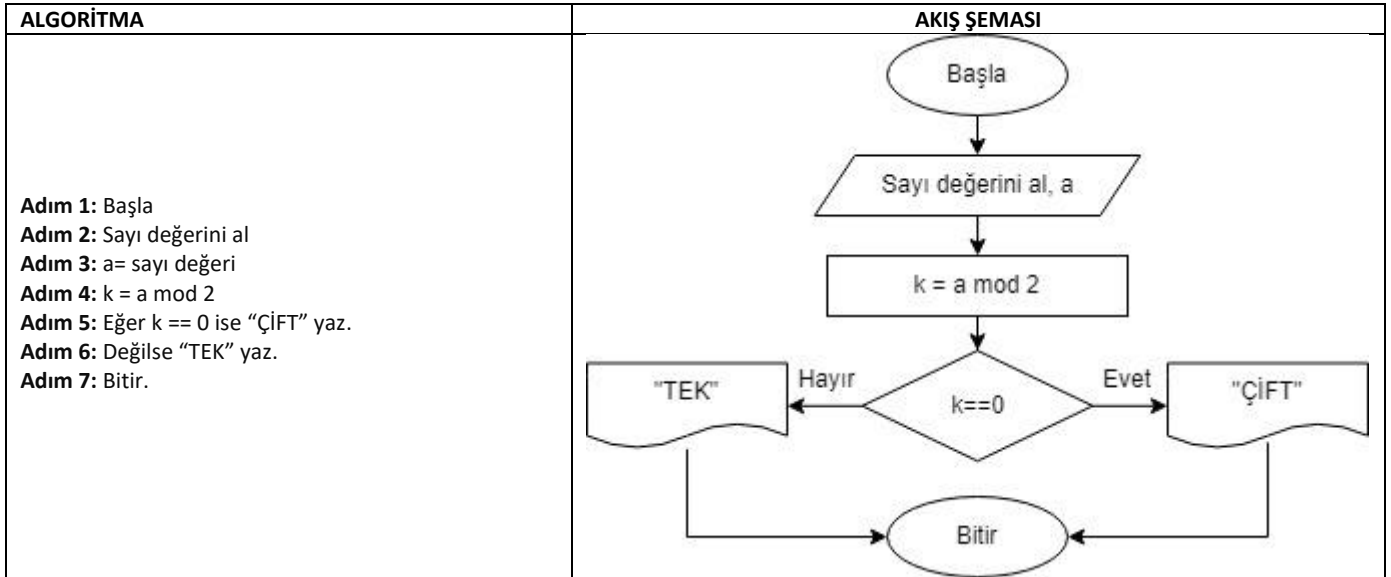 ALGORİTMA
AKIŞ ŞEMASI
Adım 1: Başla
Adım 2: Sayı değerini al
Adım 3: a= sayı değeri
Adım 4: k = a mod 2
Adım 5: Eğer k == 0 ise “ÇİFT” yaz.
Adım 6: Değilse “TEK” yaz.
Adım 7: Bitir.
Başla
Sayı değerini al, a
k = a mod 2
"TEK"
Hayır
k==0
Evet
"ÇİFT"
Bitir